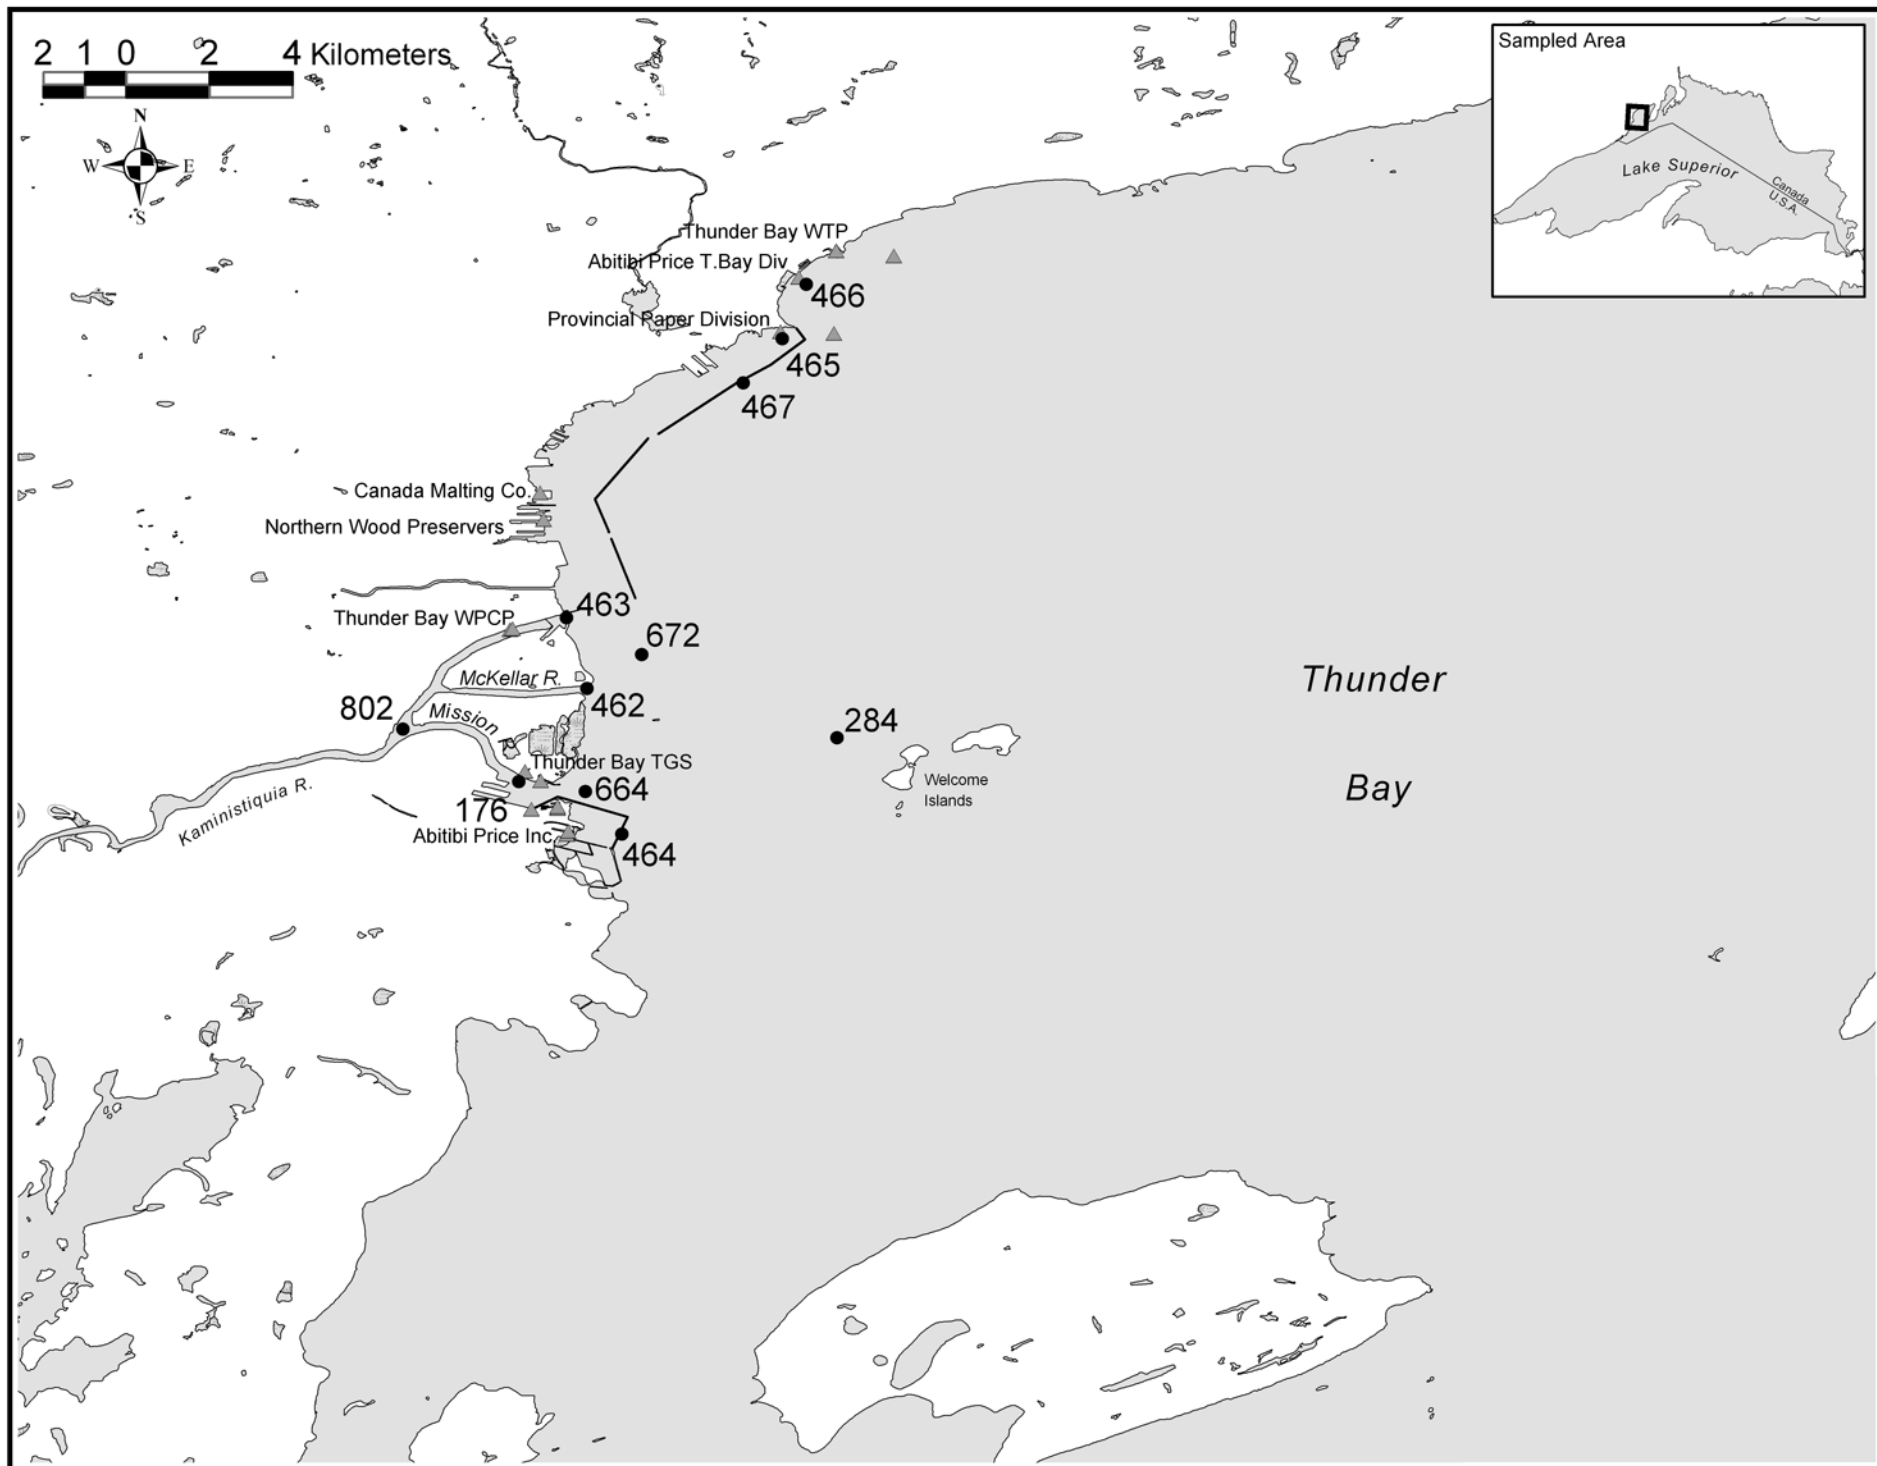 2 1 0 2 4 Kilometers
N
W E
S
Sampled Area
Lake Superior
Canada
U.S.A.
Thunder Bay WTP
Abitibi Price T.Bay Div
466
Provincial Paper Division
465
467
Canada Malting Co.
Northern Wood Preservers
463
Thunder Bay WPCP
672
McKellar R.
462
802
Mission R.
284
Thunder
Bay
Thunder Bay TGS
Welcome
Islands
664
176
Kaministiquia R.
Abitibi Price Inc
464